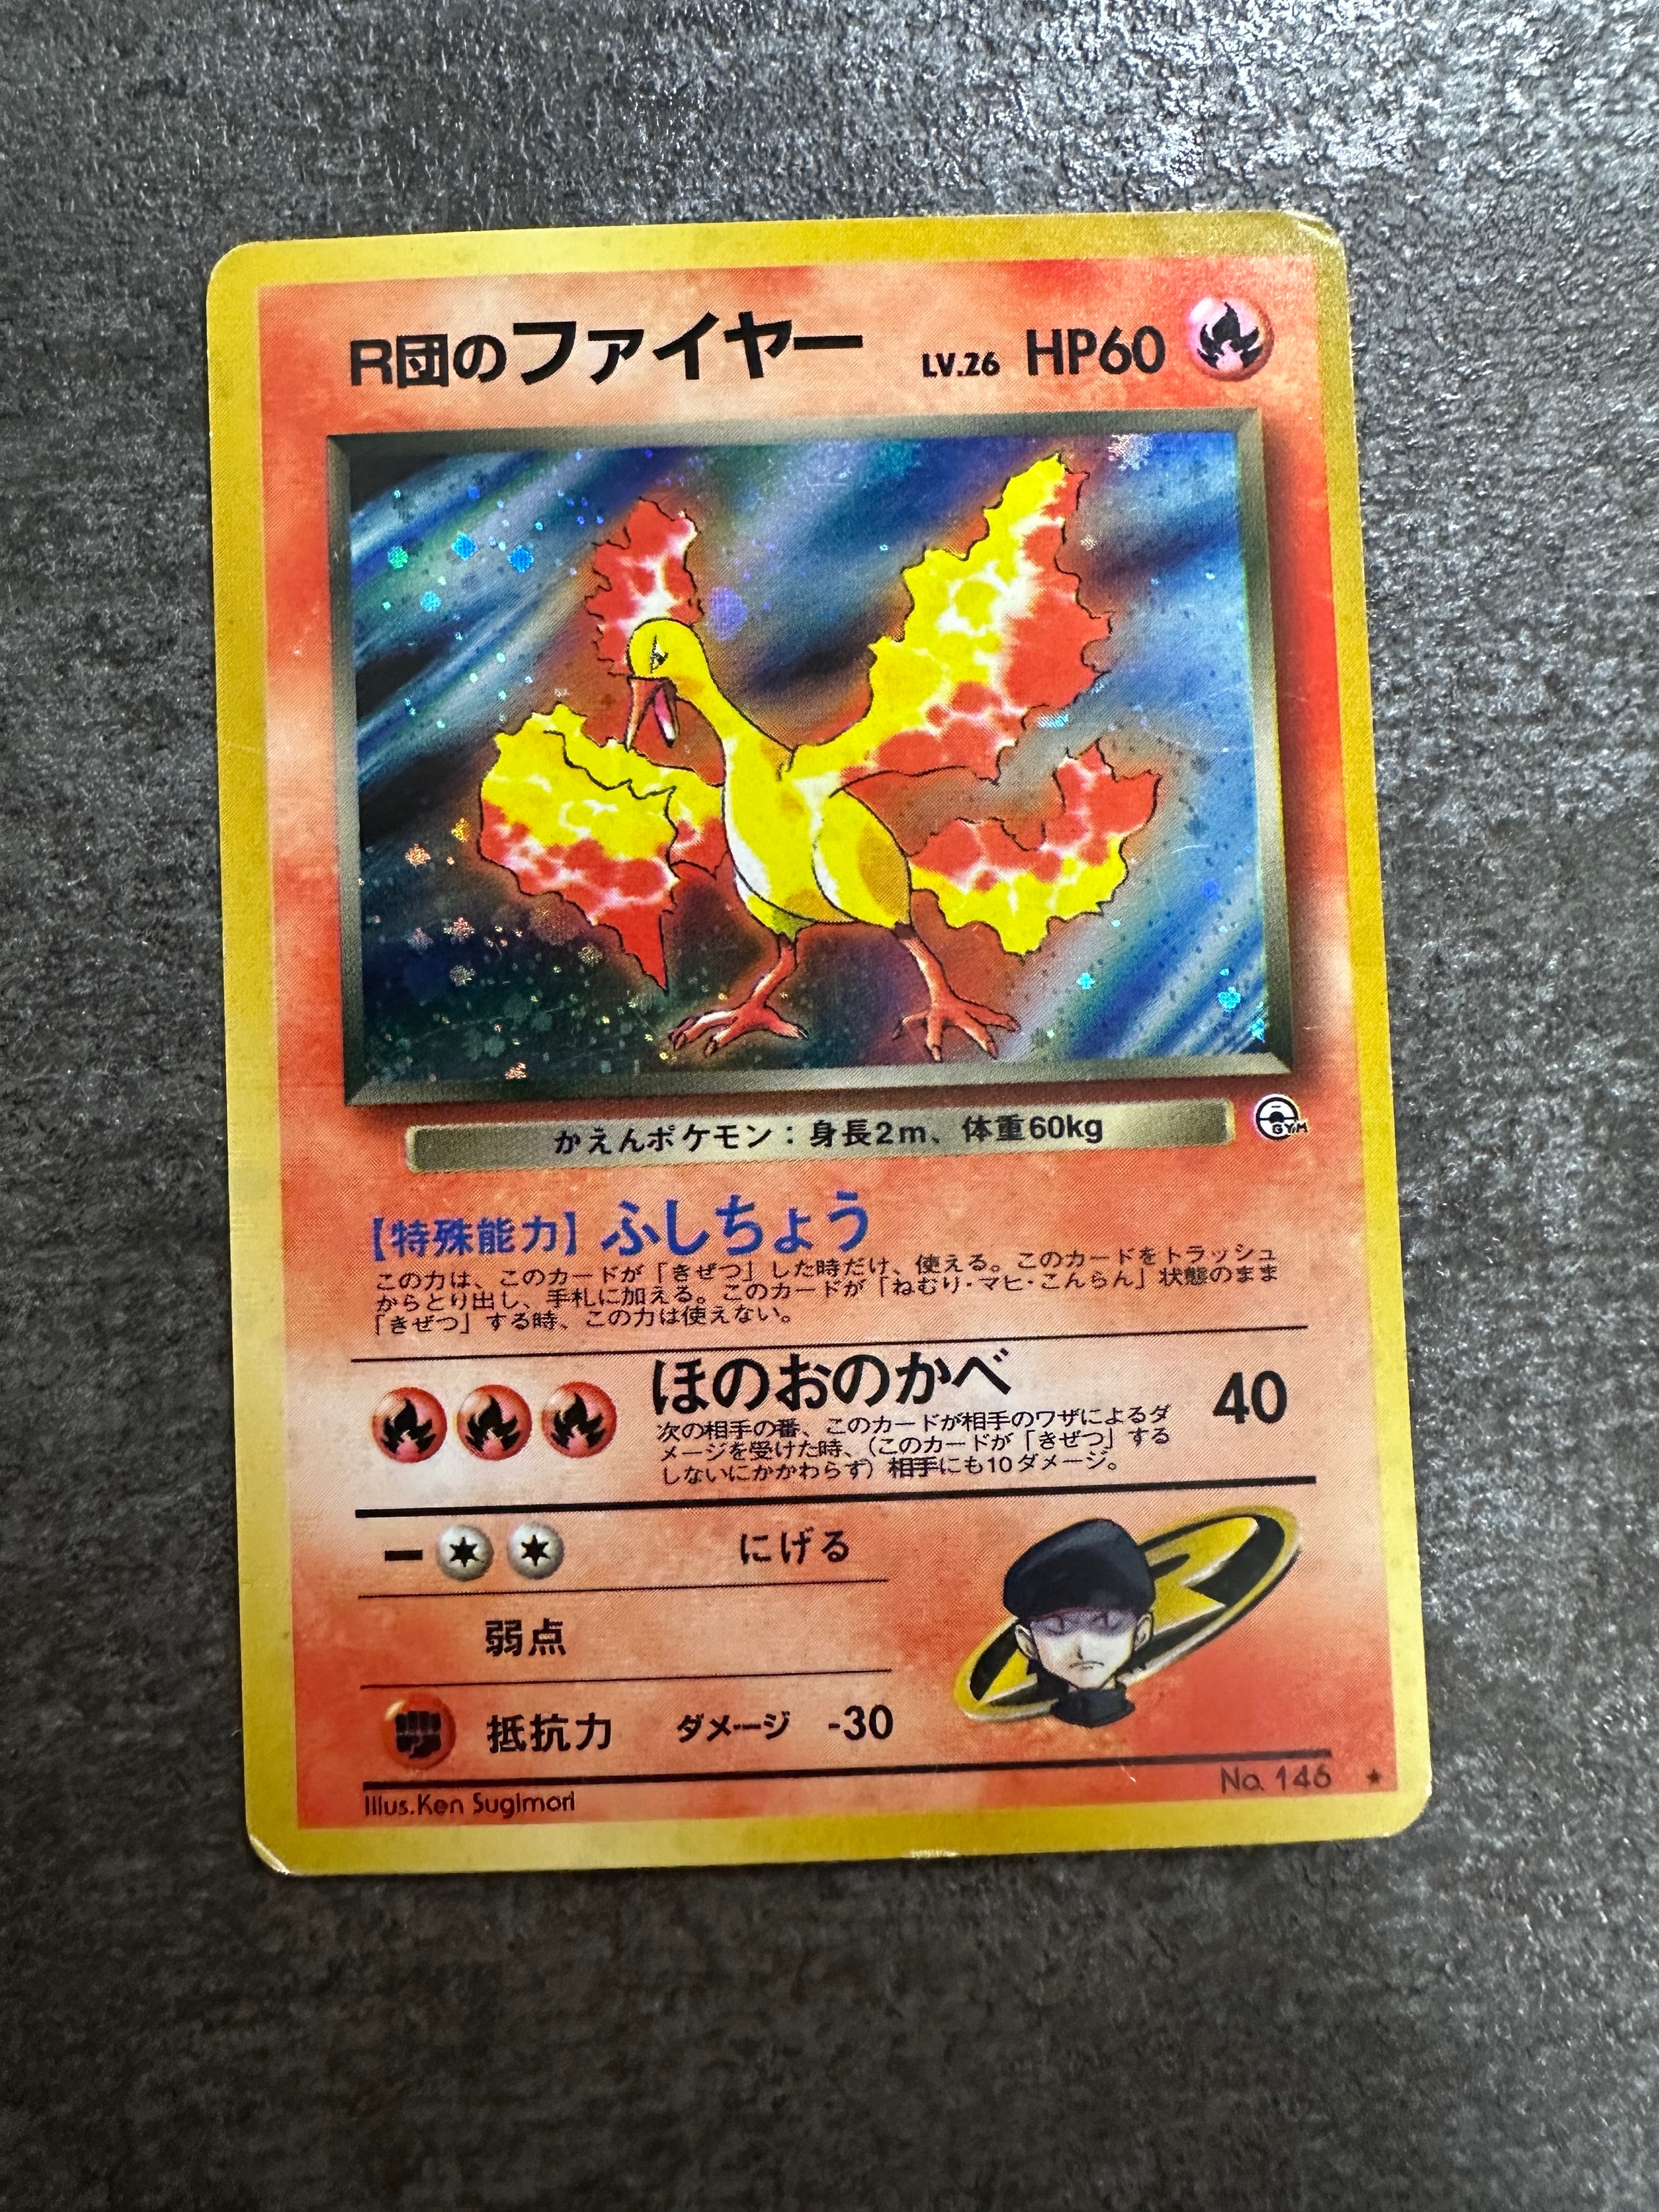 R団のファイヤー LV.26 HP60
かえんポケモン：身長2m、体重60kg
GYM
【特殊能力】ふしちょう
この力は、このカードが「きぜつ」した時だけ、使える。このカードをトラッシュ
からとり出し、手札に加える。このカードが「ねむり・マヒ・こんらん」状態のまま
「きぜつ」する時、この力は使えない。
ほのおのかべ 40
次の相手の番、このカードが相手のワザによるダ
メージを受けた時、（このカードが「きぜつ」する
しないにかかわらず）相手にも10ダメージ。
− にげる
弱点
抵抗力 ダメージ -30
Illus.Ken Sugimori No. 146 ★